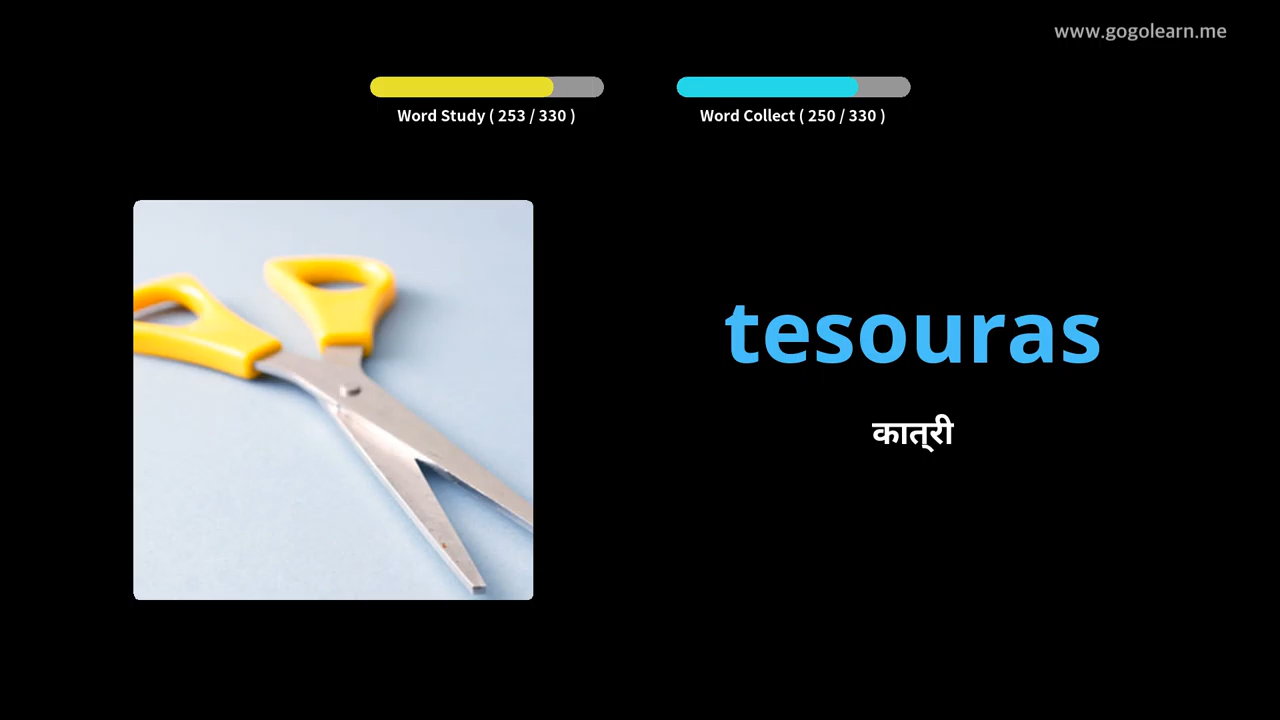 www.gogolearn.me
Word Study ( 253 / 330 )
Word Collect ( 250 / 330 )
tesouras
कात्री